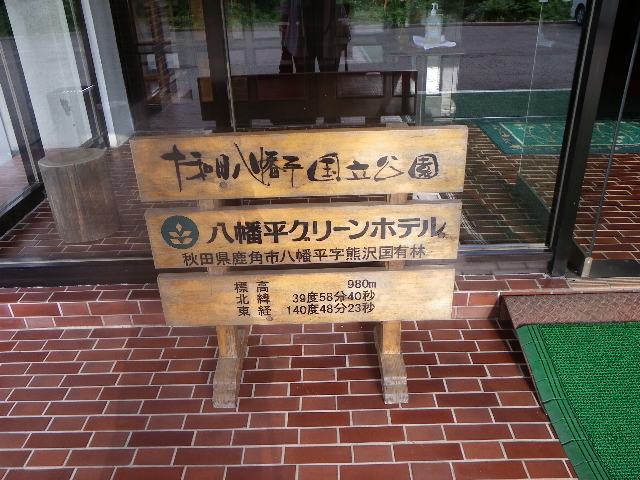 十和田八幡平国立公園
八幡平グリーンホテル
秋田県鹿角市八幡平字熊沢国有林
標高 980m
北緯 39度58分40秒
東経 140度48分23秒